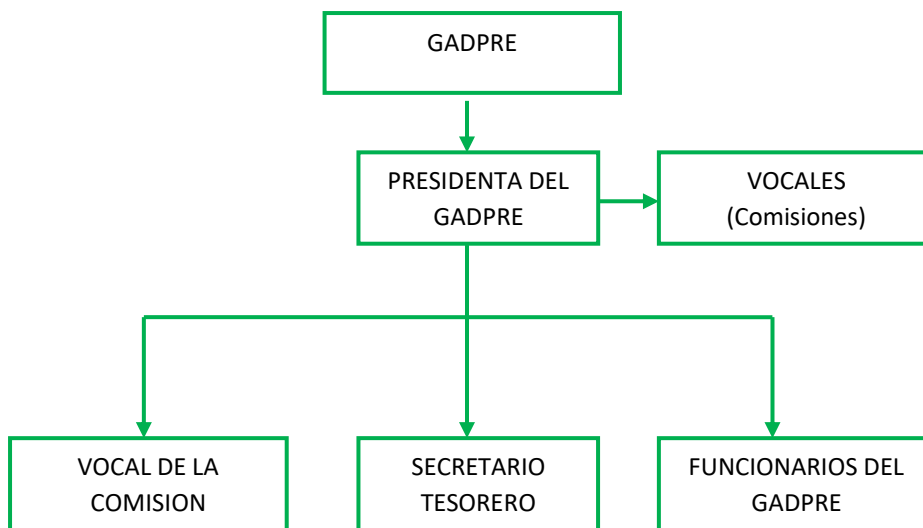 GADPRE
PRESIDENTA DEL
GADPRE
VOCALES
(Comisiones)
VOCAL DE LA
COMISION
SECRETARIO
TESORERO
FUNCIONARIOS DEL
GADPRE